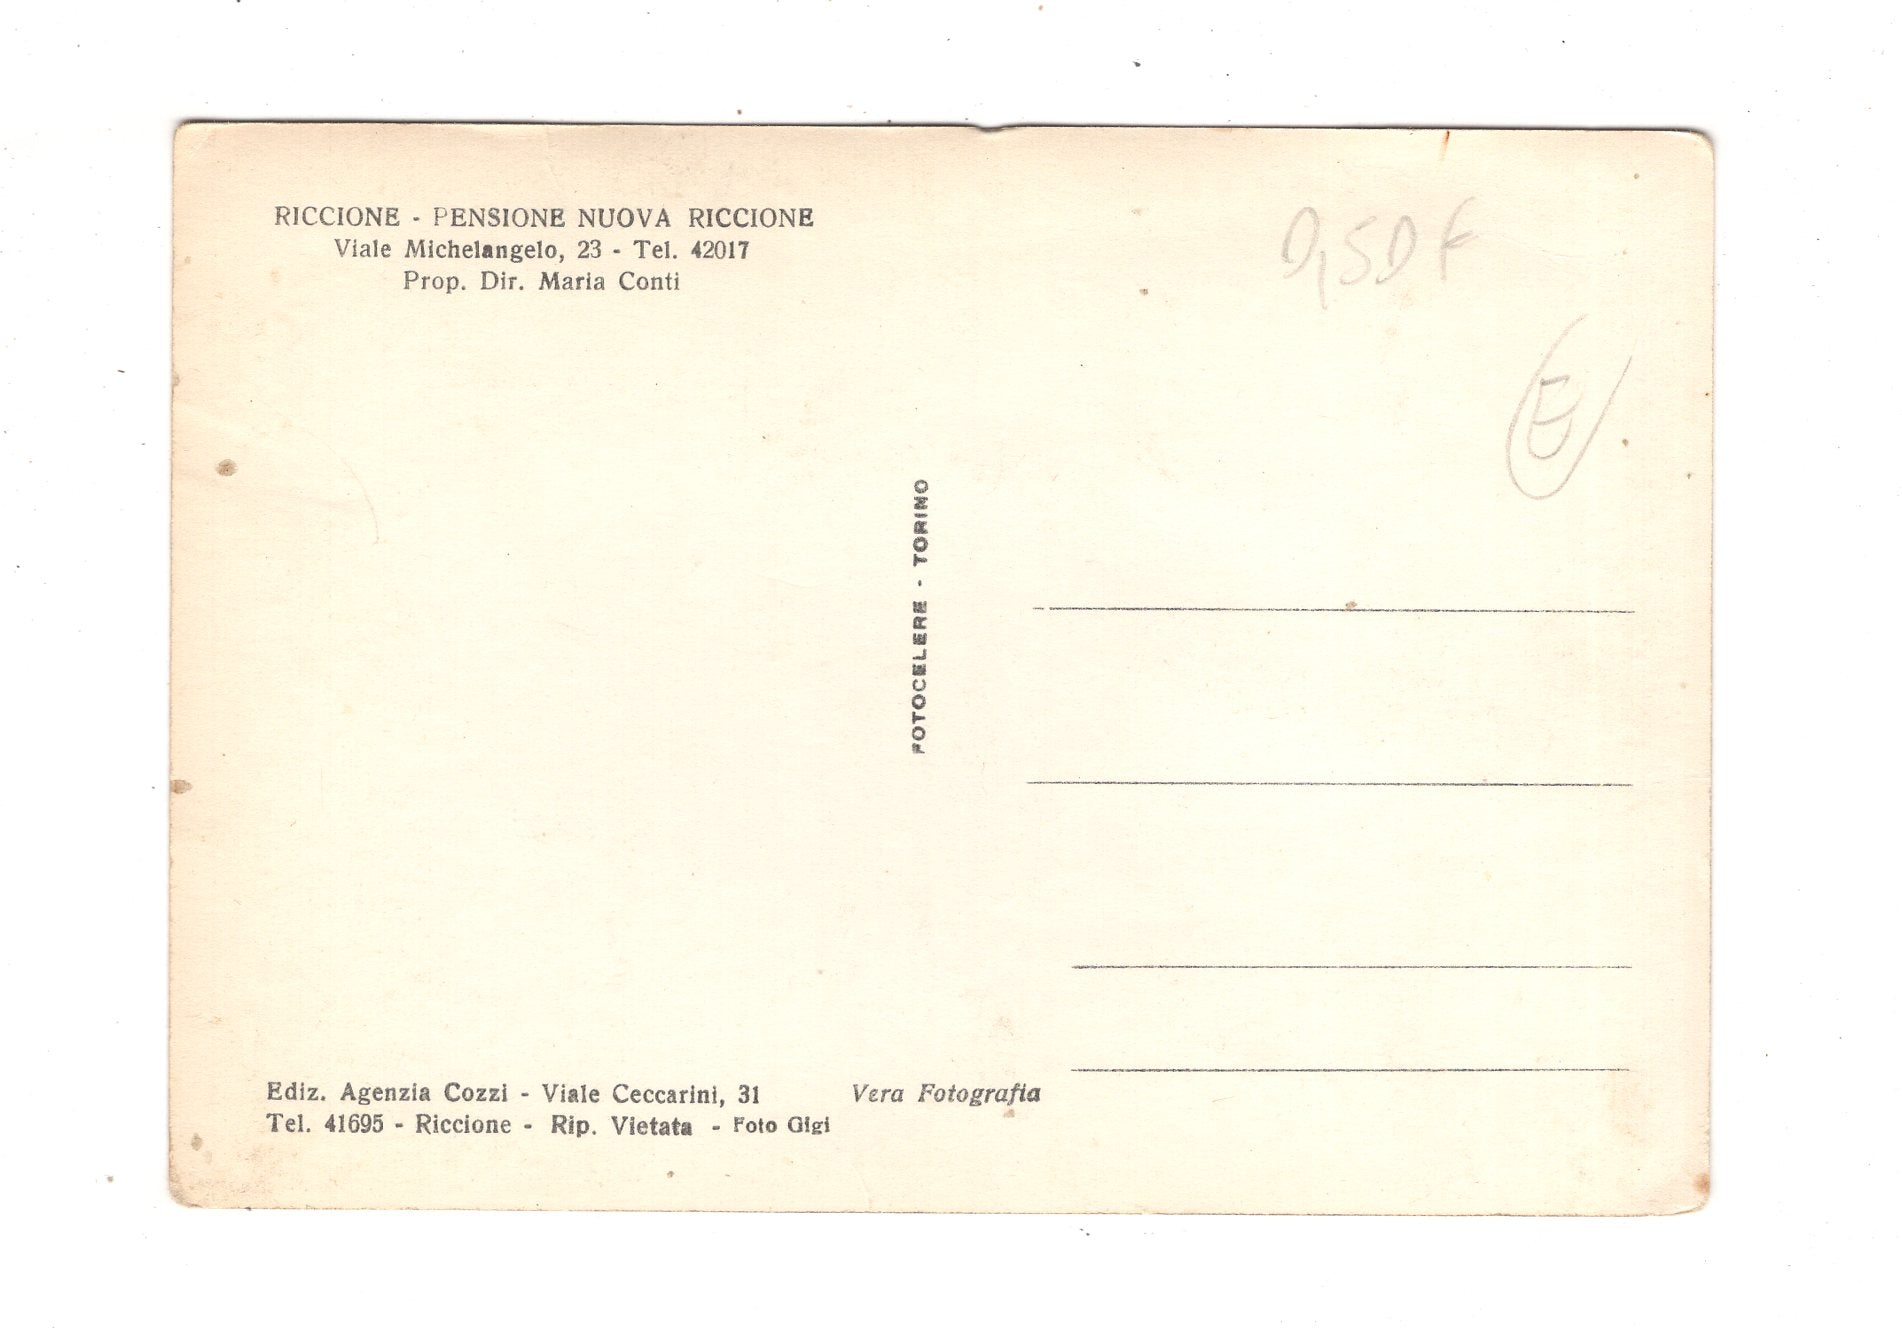 RICCIONE - PENSIONE NUOVA RICCIONE
Viale Michelangelo, 23 - Tel. 42017
Prop. Dir. Maria Conti
FOTOCELERE - TORINO
Ediz. Agenzia Cozzi - Viale Ceccarini, 31
Tel. 41695 - Riccione - Rip. Vietata - Foto Gigi
Vera Fotografia